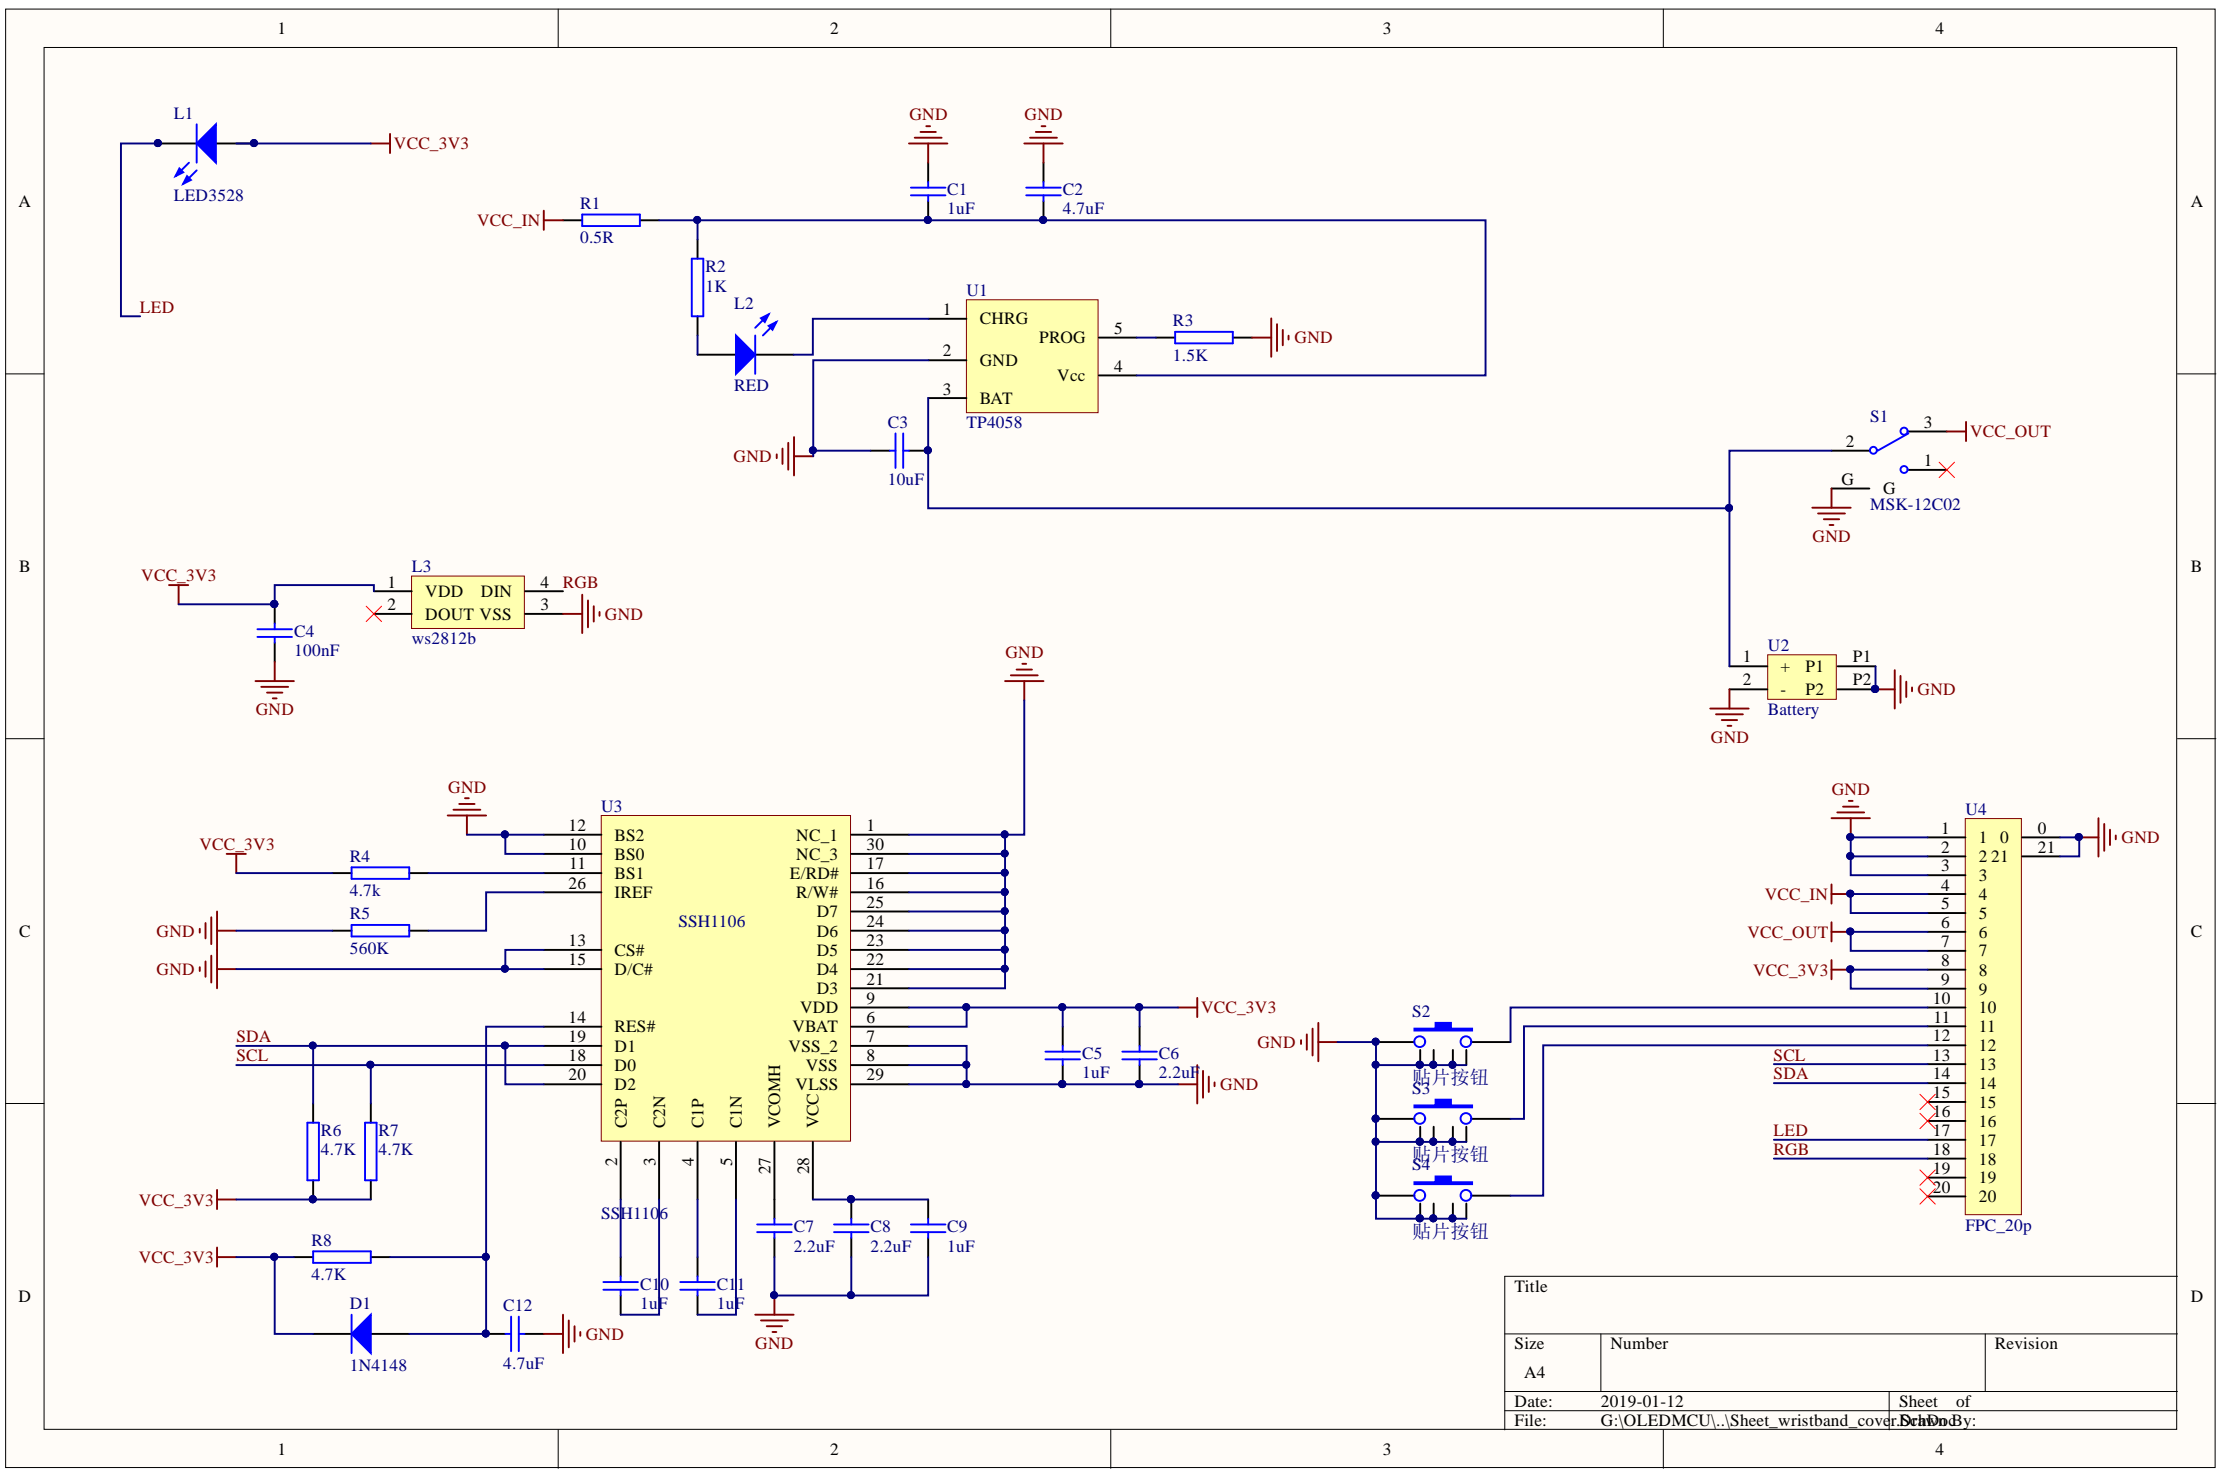 1 2 3 4
A
B
C
D
A
B
C
D
L1
LED3528
VCC_3V3
LED
GND
GND
C1
1uF
C2
4.7uF
VCC_IN
R1
0.5R
R2
1K
L2
RED
U1
1 CHRG
2 GND
3 BAT
PROG 5
Vcc 4
TP4058
R3
1.5K
GND
C3
10uF
GND
S1
2
3
VCC_OUT
1
G G
MSK-12C02
GND
VCC_3V3
L3
1 VDD DIN 4 RGB
2 DOUT VSS 3 GND
ws2812b
C4
100nF
GND
U2
1 + P1 P1
2 - P2 P2
Battery
GND
GND
GND
GND
VCC_3V3
R4
4.7k
GND
R5
560K
GND
U3
12 BS2
10 BS0
11 BS1
26 IREF
13 CS#
15 D/C#
14 RES#
19 D1
18 D0
20 D2
SSH1106
NC_1 1
NC_3 30
E/RD# 17
R/W# 16
D7 25
D6 24
D5 23
D4 22
D3 21
VDD 9
VBAT 6
VSS_2 7
VSS 8
VLSS 29
C2P 2
C2N 3
C1P 4
C1N 5
VCOMH 27
VCC 28
SSH1106
VCC_3V3
C5
1uF
C6
2.2uF
GND
SDA
SCL
R6
4.7K
R7
4.7K
VCC_3V3
VCC_3V3
R8
4.7K
D1
1N4148
C12
4.7uF
GND
C10
1uF
C11
1uF
C7
2.2uF
C8
2.2uF
C9
1uF
GND
GND
S2
贴片按钮
S3
贴片按钮
S4
贴片按钮
GND
U4
1 1 0 0
2 2 21 21
GND
3 3
VCC_IN 4 4
5 5
VCC_OUT 6 6
7 7
VCC_3V3 8 8
9 9
10 10
11 11
12 12
SCL 13 13
SDA 14 14
15 15
16 16
LED 17 17
RGB 18 18
19 19
20 20
FPC_20p
Title
Size Number Revision
A4
Date: 2019-01-12 Sheet of
File: G:\OLEDMCU\..\Sheet_wristband_cover.SchDoc Drawn By:
1 2 3 4